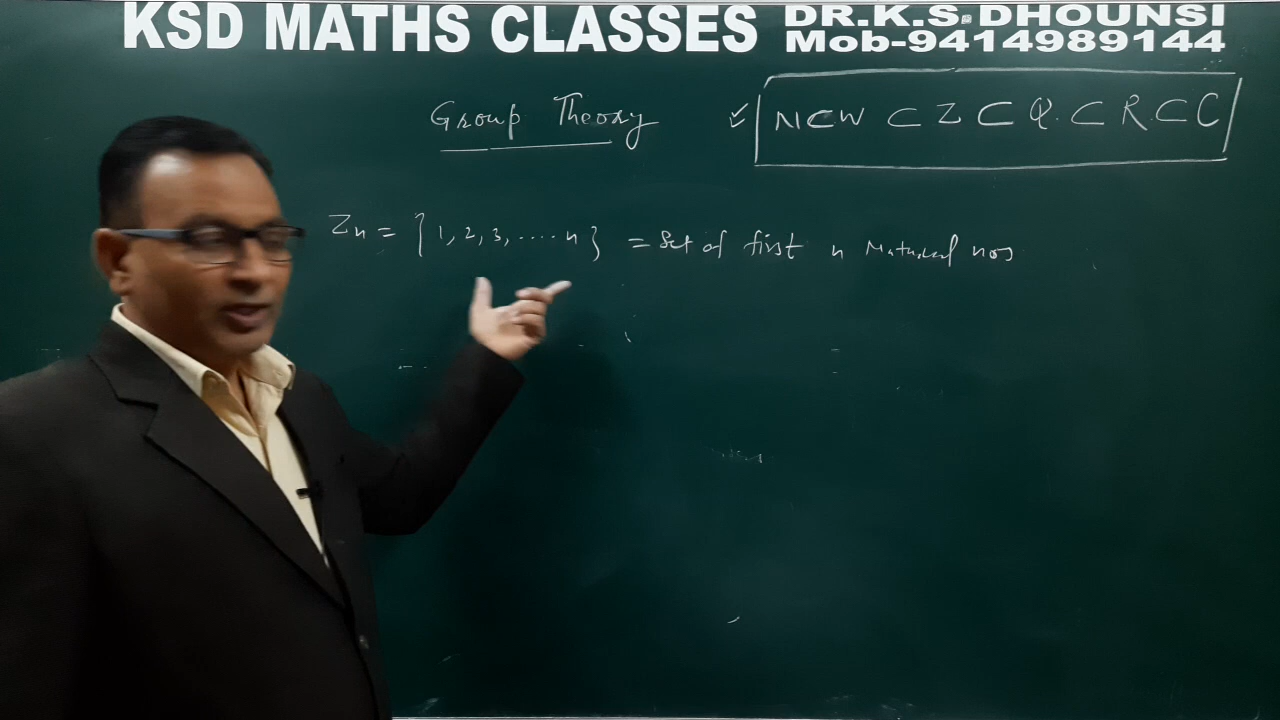 KSD MATHS CLASSES DR.K.S.DHOUNSI
Mob-9414989144
Group Theory
✓ N⊂W ⊂ Z ⊂ Q ⊂ R ⊂ C
Zn = {1, 2, 3, ..... n} = Set of first n Natural nos